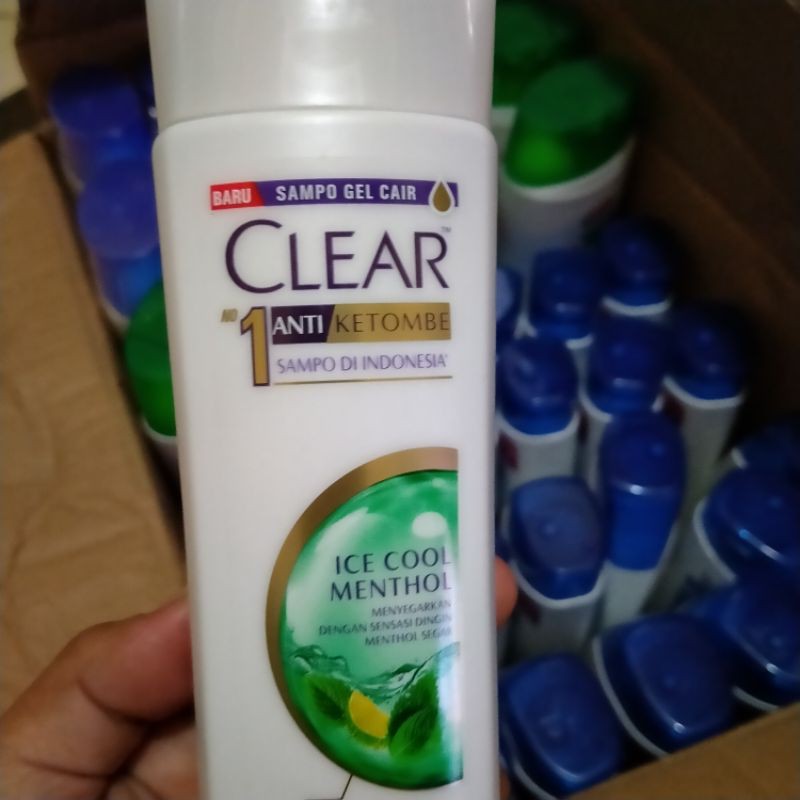 BARU SAMPO GEL CAIR
CLEAR™
NO 1 ANTI KETOMBE
SAMPO DI INDONESIA*
ICE COOL
MENTHOL
MENYEGARKAN
DENGAN SENSASI DINGIN
MENTHOL SEGAR